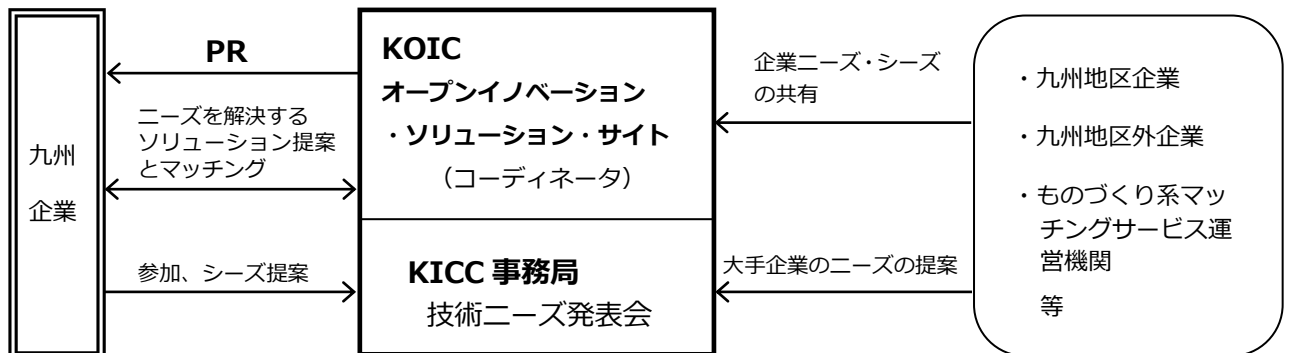 九州
企業
PR
ニーズを解決する
ソリューション提案
とマッチング
参加、シーズ提案
KOIC
オープンイノベーション
・ソリューション・サイト
（コーディネータ）
KICC 事務局
技術ニーズ発表会
企業ニーズ・シーズ
の共有
大手企業のニーズの提案
・九州地区企業
・九州地区外企業
・ものづくり系マッ
チングサービス運
営機関
等